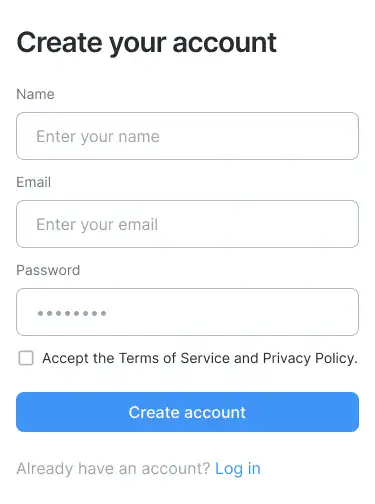 Create your account
Name
Enter your name
Email
Enter your email
Password
••••••••
Accept the Terms of Service and Privacy Policy.
Create account
Already have an account? Log in